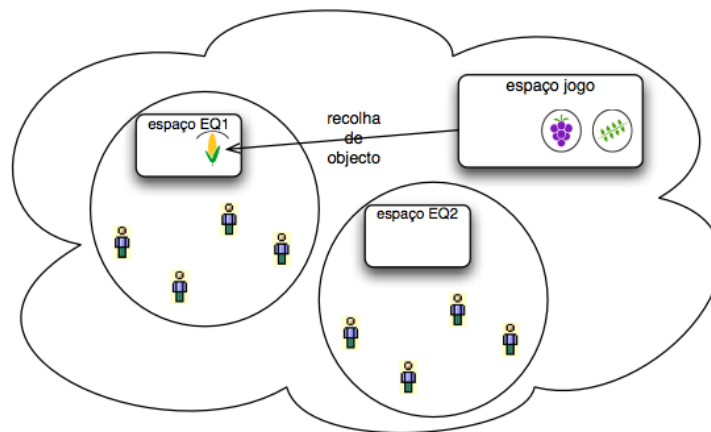 espaço jogo
espaço EQ1
recolha
de
objecto
espaço EQ2